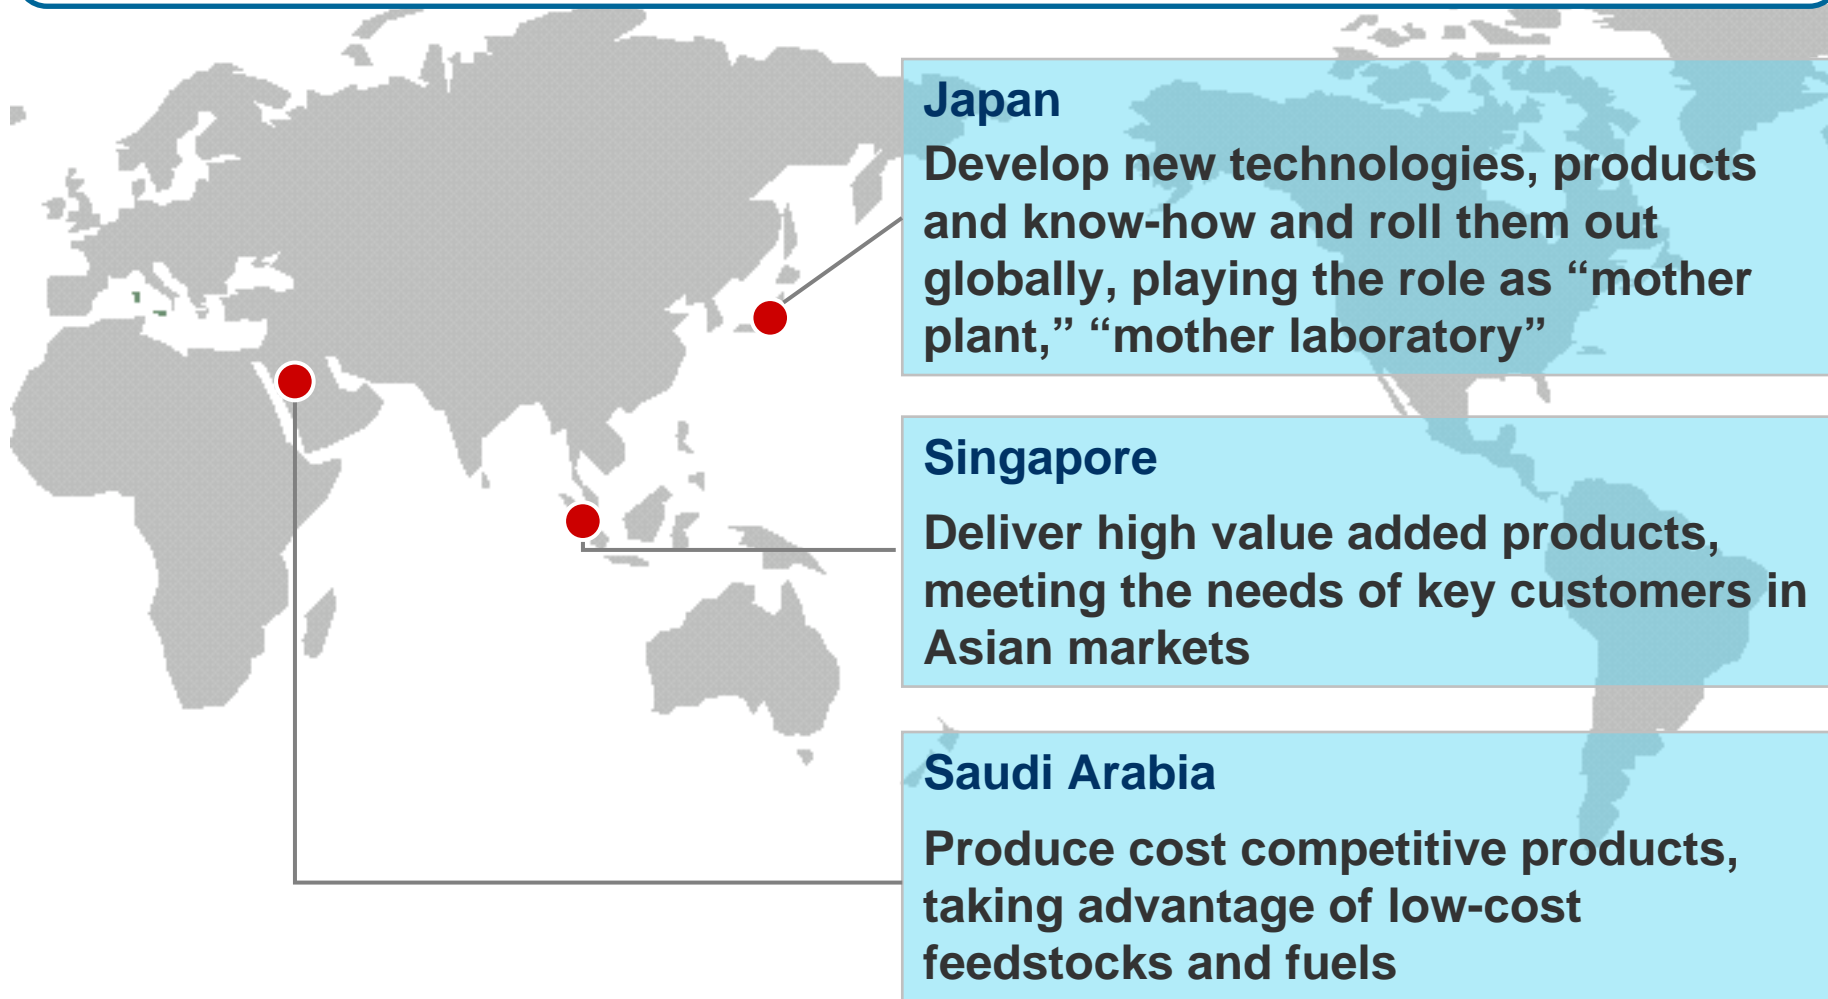 Japan
Develop new technologies, products
and know-how and roll them out
globally, playing the role as “mother
plant,” “mother laboratory”
Singapore
Deliver high value added products,
meeting the needs of key customers in
Asian markets
Saudi Arabia
Produce cost competitive products,
taking advantage of low-cost
feedstocks and fuels